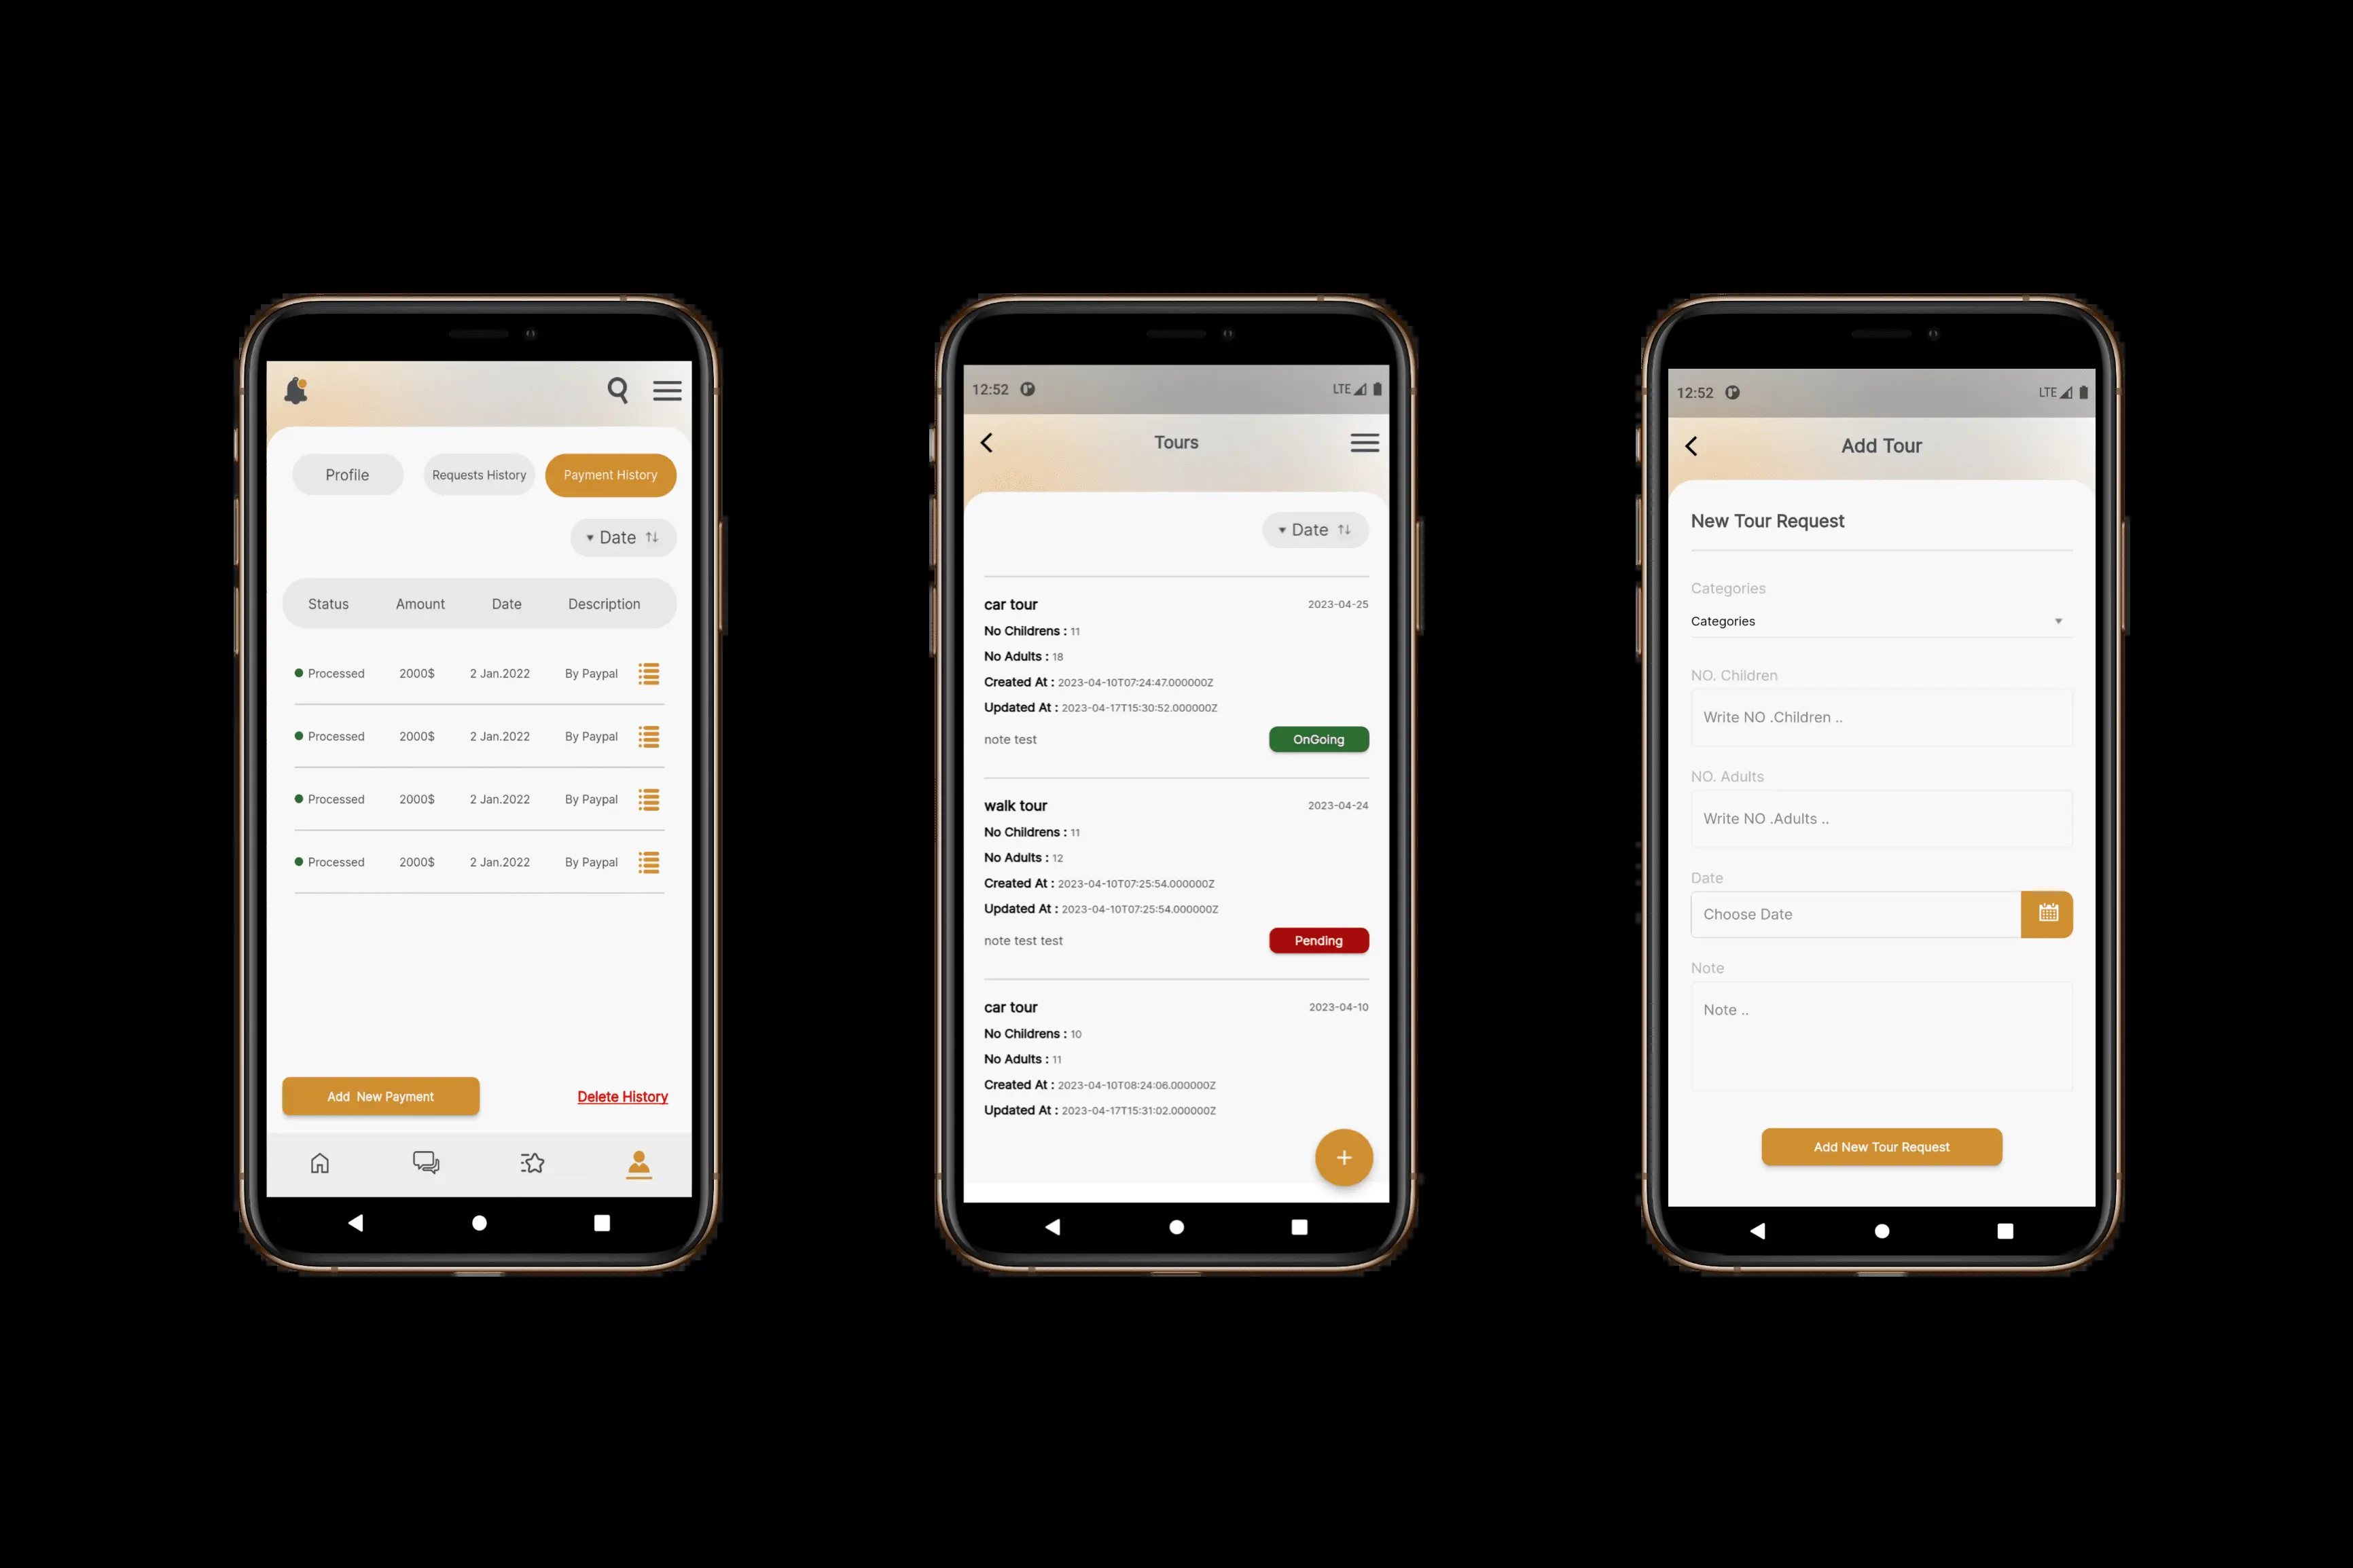 Profile
Requests History
Payment History
▾ Date ↑↓
Status Amount Date Description
Processed 2000$ 2 Jan.2022 By Paypal
Processed 2000$ 2 Jan.2022 By Paypal
Processed 2000$ 2 Jan.2022 By Paypal
Processed 2000$ 2 Jan.2022 By Paypal
Add New Payment
Delete History
12:52 LTE
Tours
▾ Date ↑↓
car tour 2023-04-25
No Childrens : 11
No Adults : 18
Created At : 2023-04-10T07:24:47.000000Z
Updated At : 2023-04-17T15:30:52.000000Z
note test OnGoing
walk tour 2023-04-24
No Childrens : 11
No Adults : 12
Created At : 2023-04-10T07:25:54.000000Z
Updated At : 2023-04-10T07:25:54.000000Z
note test test Pending
car tour 2023-04-10
No Childrens : 10
No Adults : 11
Created At : 2023-04-10T08:24:06.000000Z
Updated At : 2023-04-17T15:31:02.000000Z
+
12:52 LTE
Add Tour
New Tour Request
Categories
Categories
NO. Children
Write NO .Children ..
NO. Adults
Write NO .Adults ..
Date
Choose Date
Note
Note ..
Add New Tour Request